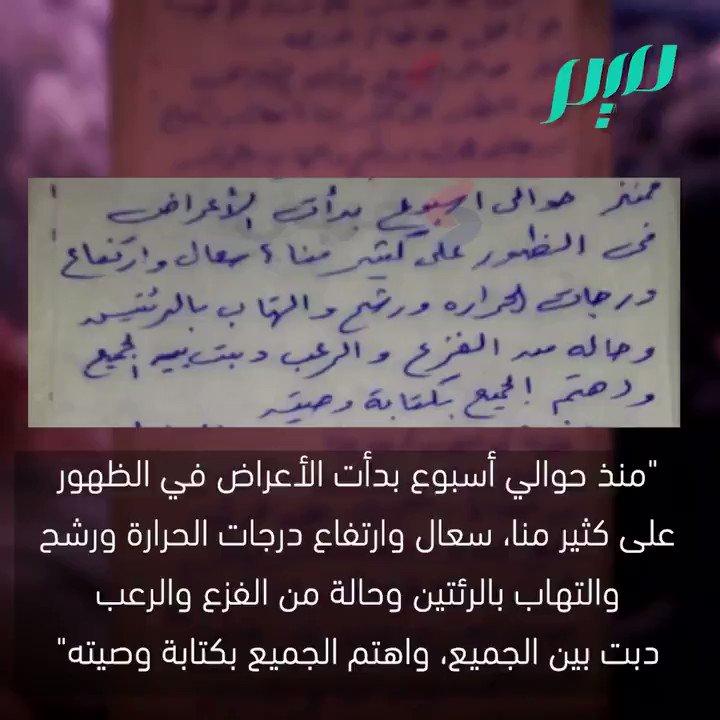 سير
فمنذ حوالى اسبوع بدأت الأعراض
فى الظهور على كثير منا، سعال وارتفاع
درجات الحراره ورشح والتهاب بالرئتين
وحاله من الفزع والرعب دبت بين الجميع
واهتم الجميع بكتابة وصيته
"منذ حوالي أسبوع بدأت الأعراض في الظهور
على كثير منا، سعال وارتفاع درجات الحرارة ورشح
والتهاب بالرئتين وحالة من الفزع والرعب
دبت بين الجميع، واهتم الجميع بكتابة وصيته"